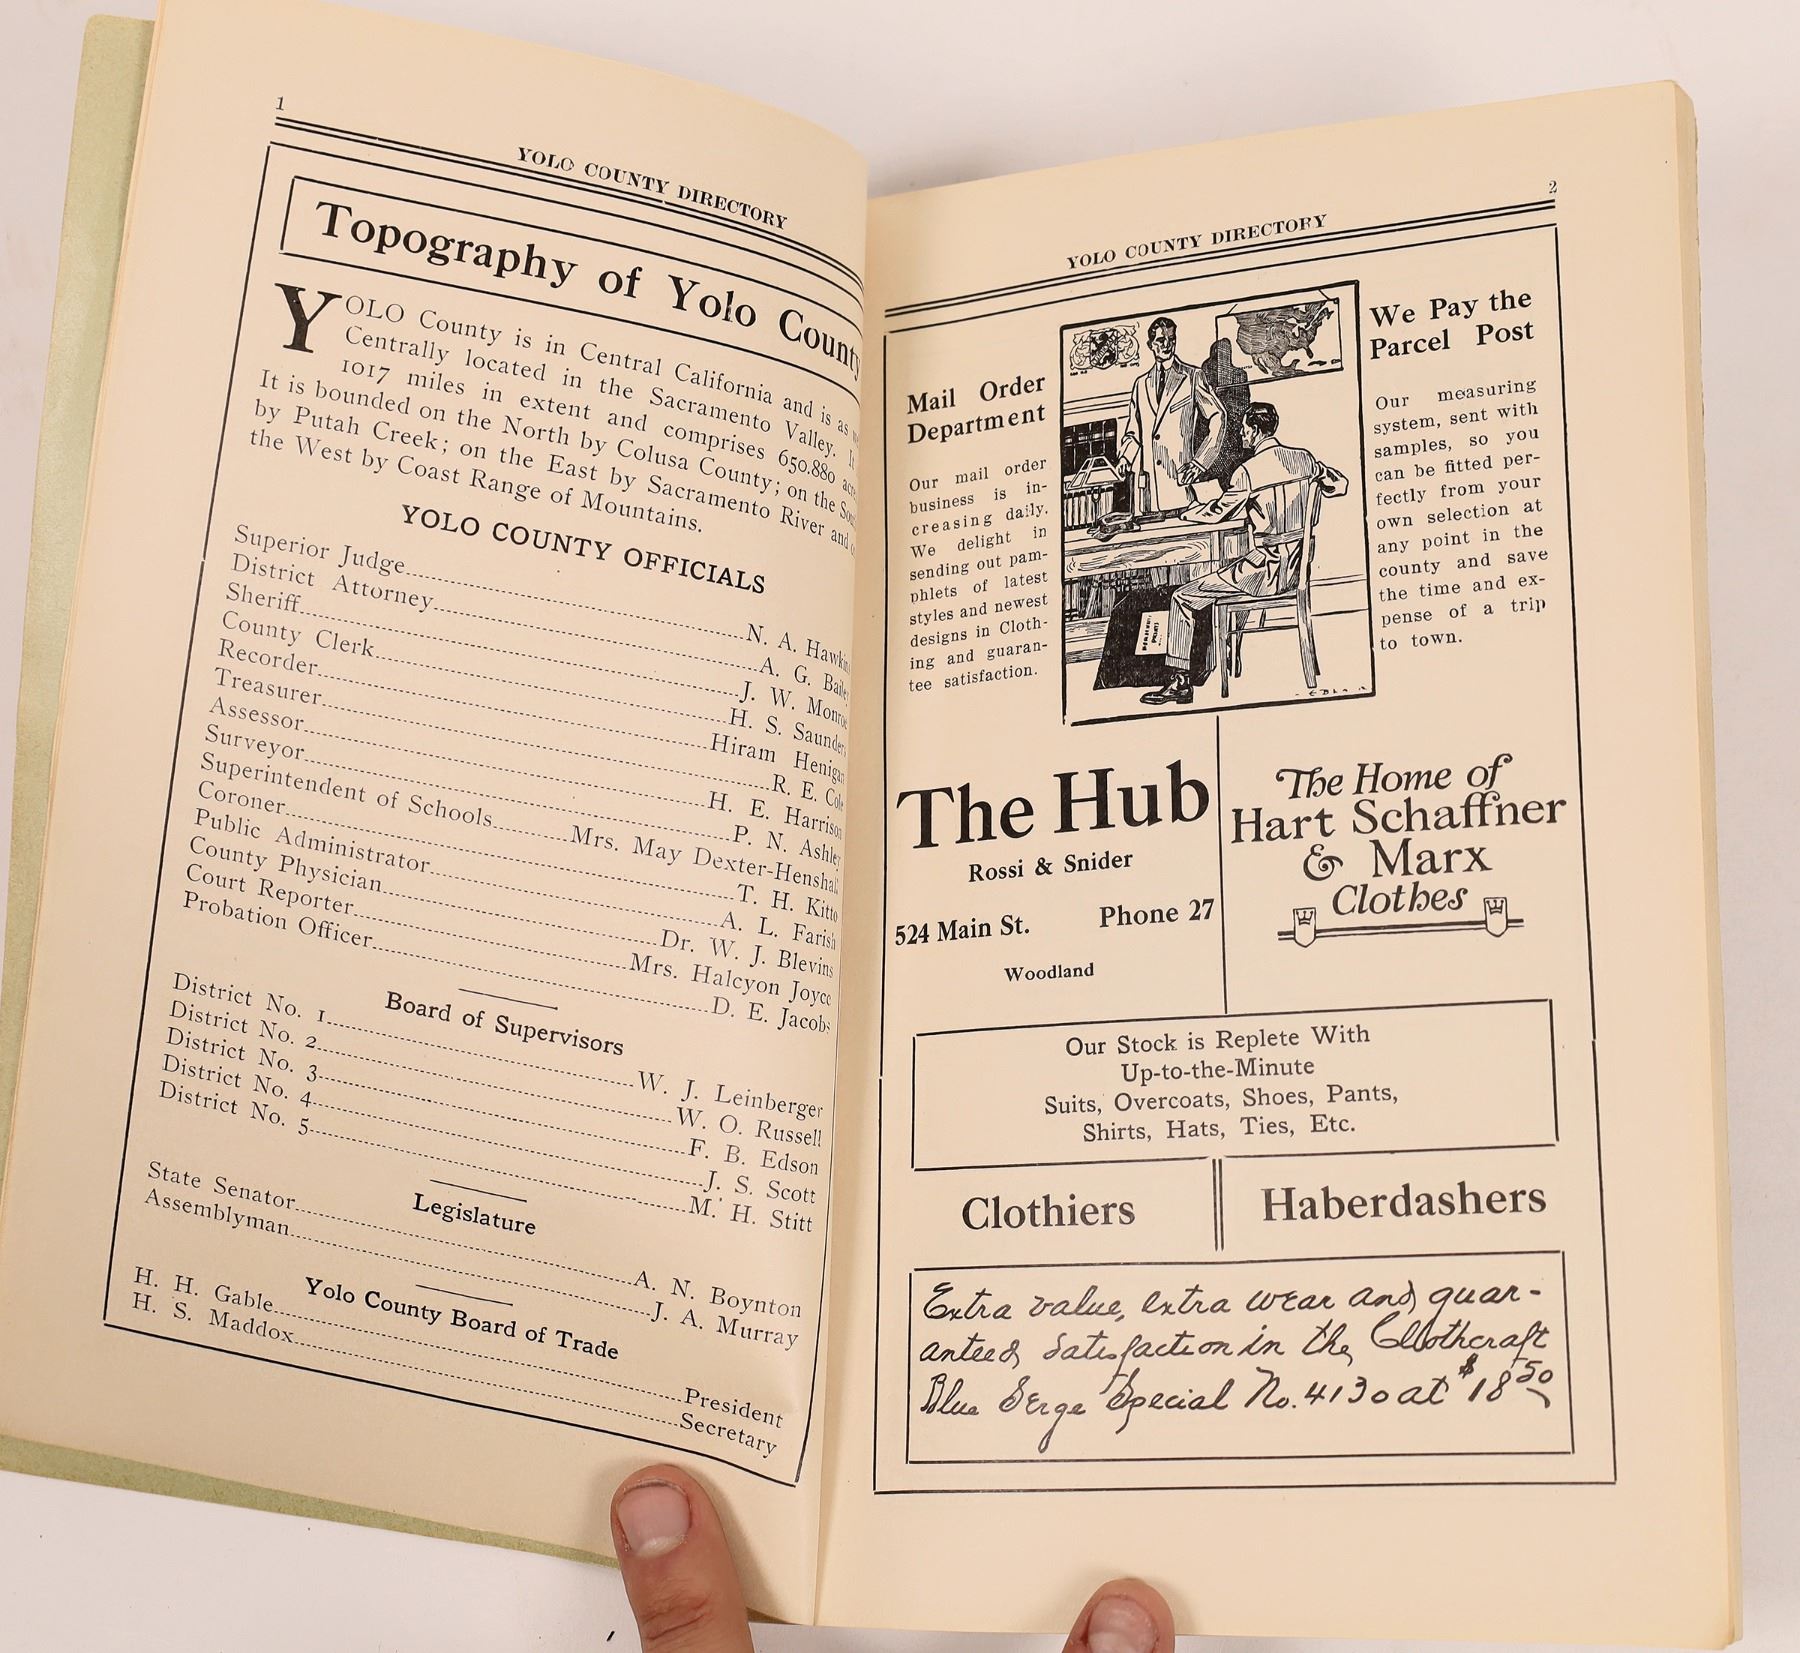 1
YOLO COUNTY DIRECTORY
Topography of Yolo County
YOLO County is in Central California and is as
Centrally located in the Sacramento Valley. It
1017 miles in extent and comprises 650.880
It is bounded on the North by Colusa County; on the
by Putah Creek; on the East by Sacramento River and
the West by Coast Range of Mountains.
YOLO COUNTY OFFICIALS
Superior Judge N. A. Hawkins
District Attorney A. G. Bailey
Sheriff J. W. Monroe
County Clerk H. S. Saunders
Recorder Hiram Henigan
Treasurer R. E. Cole
Assessor H. E. Harrison
Surveyor P. N. Ashley
Superintendent of Schools Mrs. May Dexter-Henshall
Coroner T. H. Kitto
Public Administrator A. L. Farish
County Physician Dr. W. J. Blevins
Court Reporter Mrs. Halcyon Joyce
Probation Officer D. E. Jacobs
Board of Supervisors
District No. 1 W. J. Leinberger
District No. 2 W. O. Russell
District No. 3 F. B. Edson
District No. 4 J. S. Scott
District No. 5 M. H. Stitt
Legislature
State Senator A. N. Boynton
Assemblyman J. A. Murray
Yolo County Board of Trade
H. H. Gable President
H. S. Maddox Secretary
2
YOLO COUNTY DIRECTORY
Mail Order
Department
Our mail order
business is in-
creasing daily.
We delight in
sending out pam-
phlets of latest
styles and newest
designs in Cloth-
ing and guaran-
tee satisfaction.
We Pay the
Parcel Post
Our measuring
system, sent with
samples, so you
can be fitted per-
fectly from your
own selection at
any point in the
county and save
the time and ex-
pense of a trip
to town.
The Hub
Rossi & Snider
524 Main St. Phone 27
Woodland
The Home of
Hart Schaffner
& Marx
Clothes
Our Stock is Replete With
Up-to-the-Minute
Suits, Overcoats, Shoes, Pants,
Shirts, Hats, Ties, Etc.
Clothiers
Haberdashers
Extra value, extra wear and guar-
anteed satisfaction in the Clothcraft
Blue Serge Special No. 4130 at $18 50